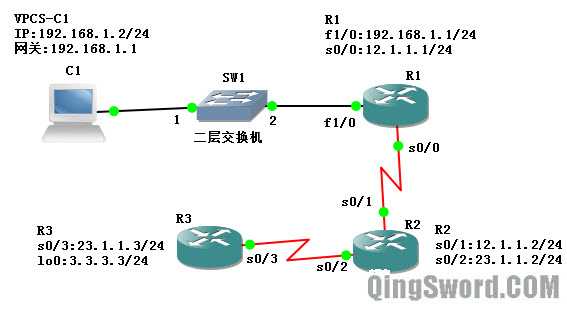 VPCS-C1
IP:192.168.1.2/24
网关:192.168.1.1
C1
SW1
1
2
二层交换机
R1
f1/0:192.168.1.1/24
s0/0:12.1.1.1/24
R1
f1/0
s0/0
s0/1
R2
R2
s0/1:12.1.1.2/24
s0/2:23.1.1.2/24
s0/2
R3
s0/3
R3
s0/3:23.1.1.3/24
lo0:3.3.3.3/24
QingSword.COM